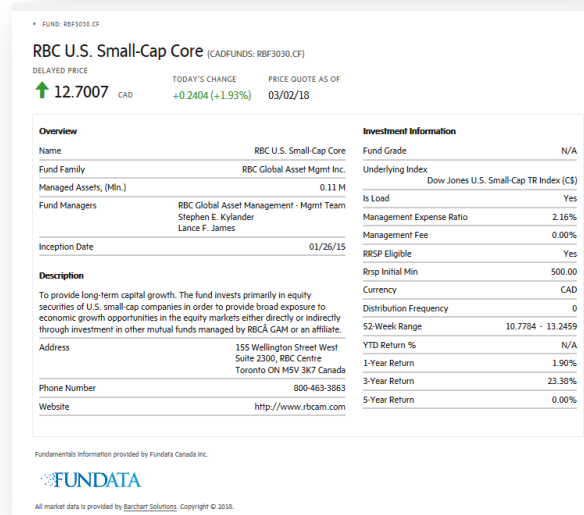 • FUND: RBF3030.CF
RBC U.S. Small-Cap Core (CADFUNDS: RBF3030.CF)
DELAYED PRICE
12.7007 CAD
TODAY'S CHANGE
+0.2404 (+1.93%)
PRICE QUOTE AS OF
03/02/18
Overview
Name RBC U.S. Small-Cap Core
Fund Family RBC Global Asset Mgmt Inc.
Managed Assets, (Mln.) 0.11 M
Fund Managers RBC Global Asset Management - Mgmt Team
Stephen E. Kylander
Lance F. James
Inception Date 01/26/15
Description
To provide long-term capital growth. The fund invests primarily in equity
securities of U.S. small-cap companies in order to provide broad exposure to
economic growth opportunities in the equity markets either directly or indirectly
through investment in other mutual funds managed by RBCÂ GAM or an affiliate.
Address 155 Wellington Street West
Suite 2300, RBC Centre
Toronto ON M5V 3K7 Canada
Phone Number 800-463-3863
Website http://www.rbcam.com
Investment Information
Fund Grade N/A
Underlying Index
Dow Jones U.S. Small-Cap TR Index (C$)
Is Load Yes
Management Expense Ratio 2.16%
Management Fee 0.00%
RRSP Eligible Yes
Rrsp Initial Min 500.00
Currency CAD
Distribution Frequency 0
52-Week Range 10.7784 - 13.2459
YTD Return % N/A
1-Year Return 1.90%
3-Year Return 23.38%
5-Year Return 0.00%
Fundamentals information provided by Fundata Canada Inc.
FUNDATA
All market data is provided by Barchart Solutions. Copyright © 2018.